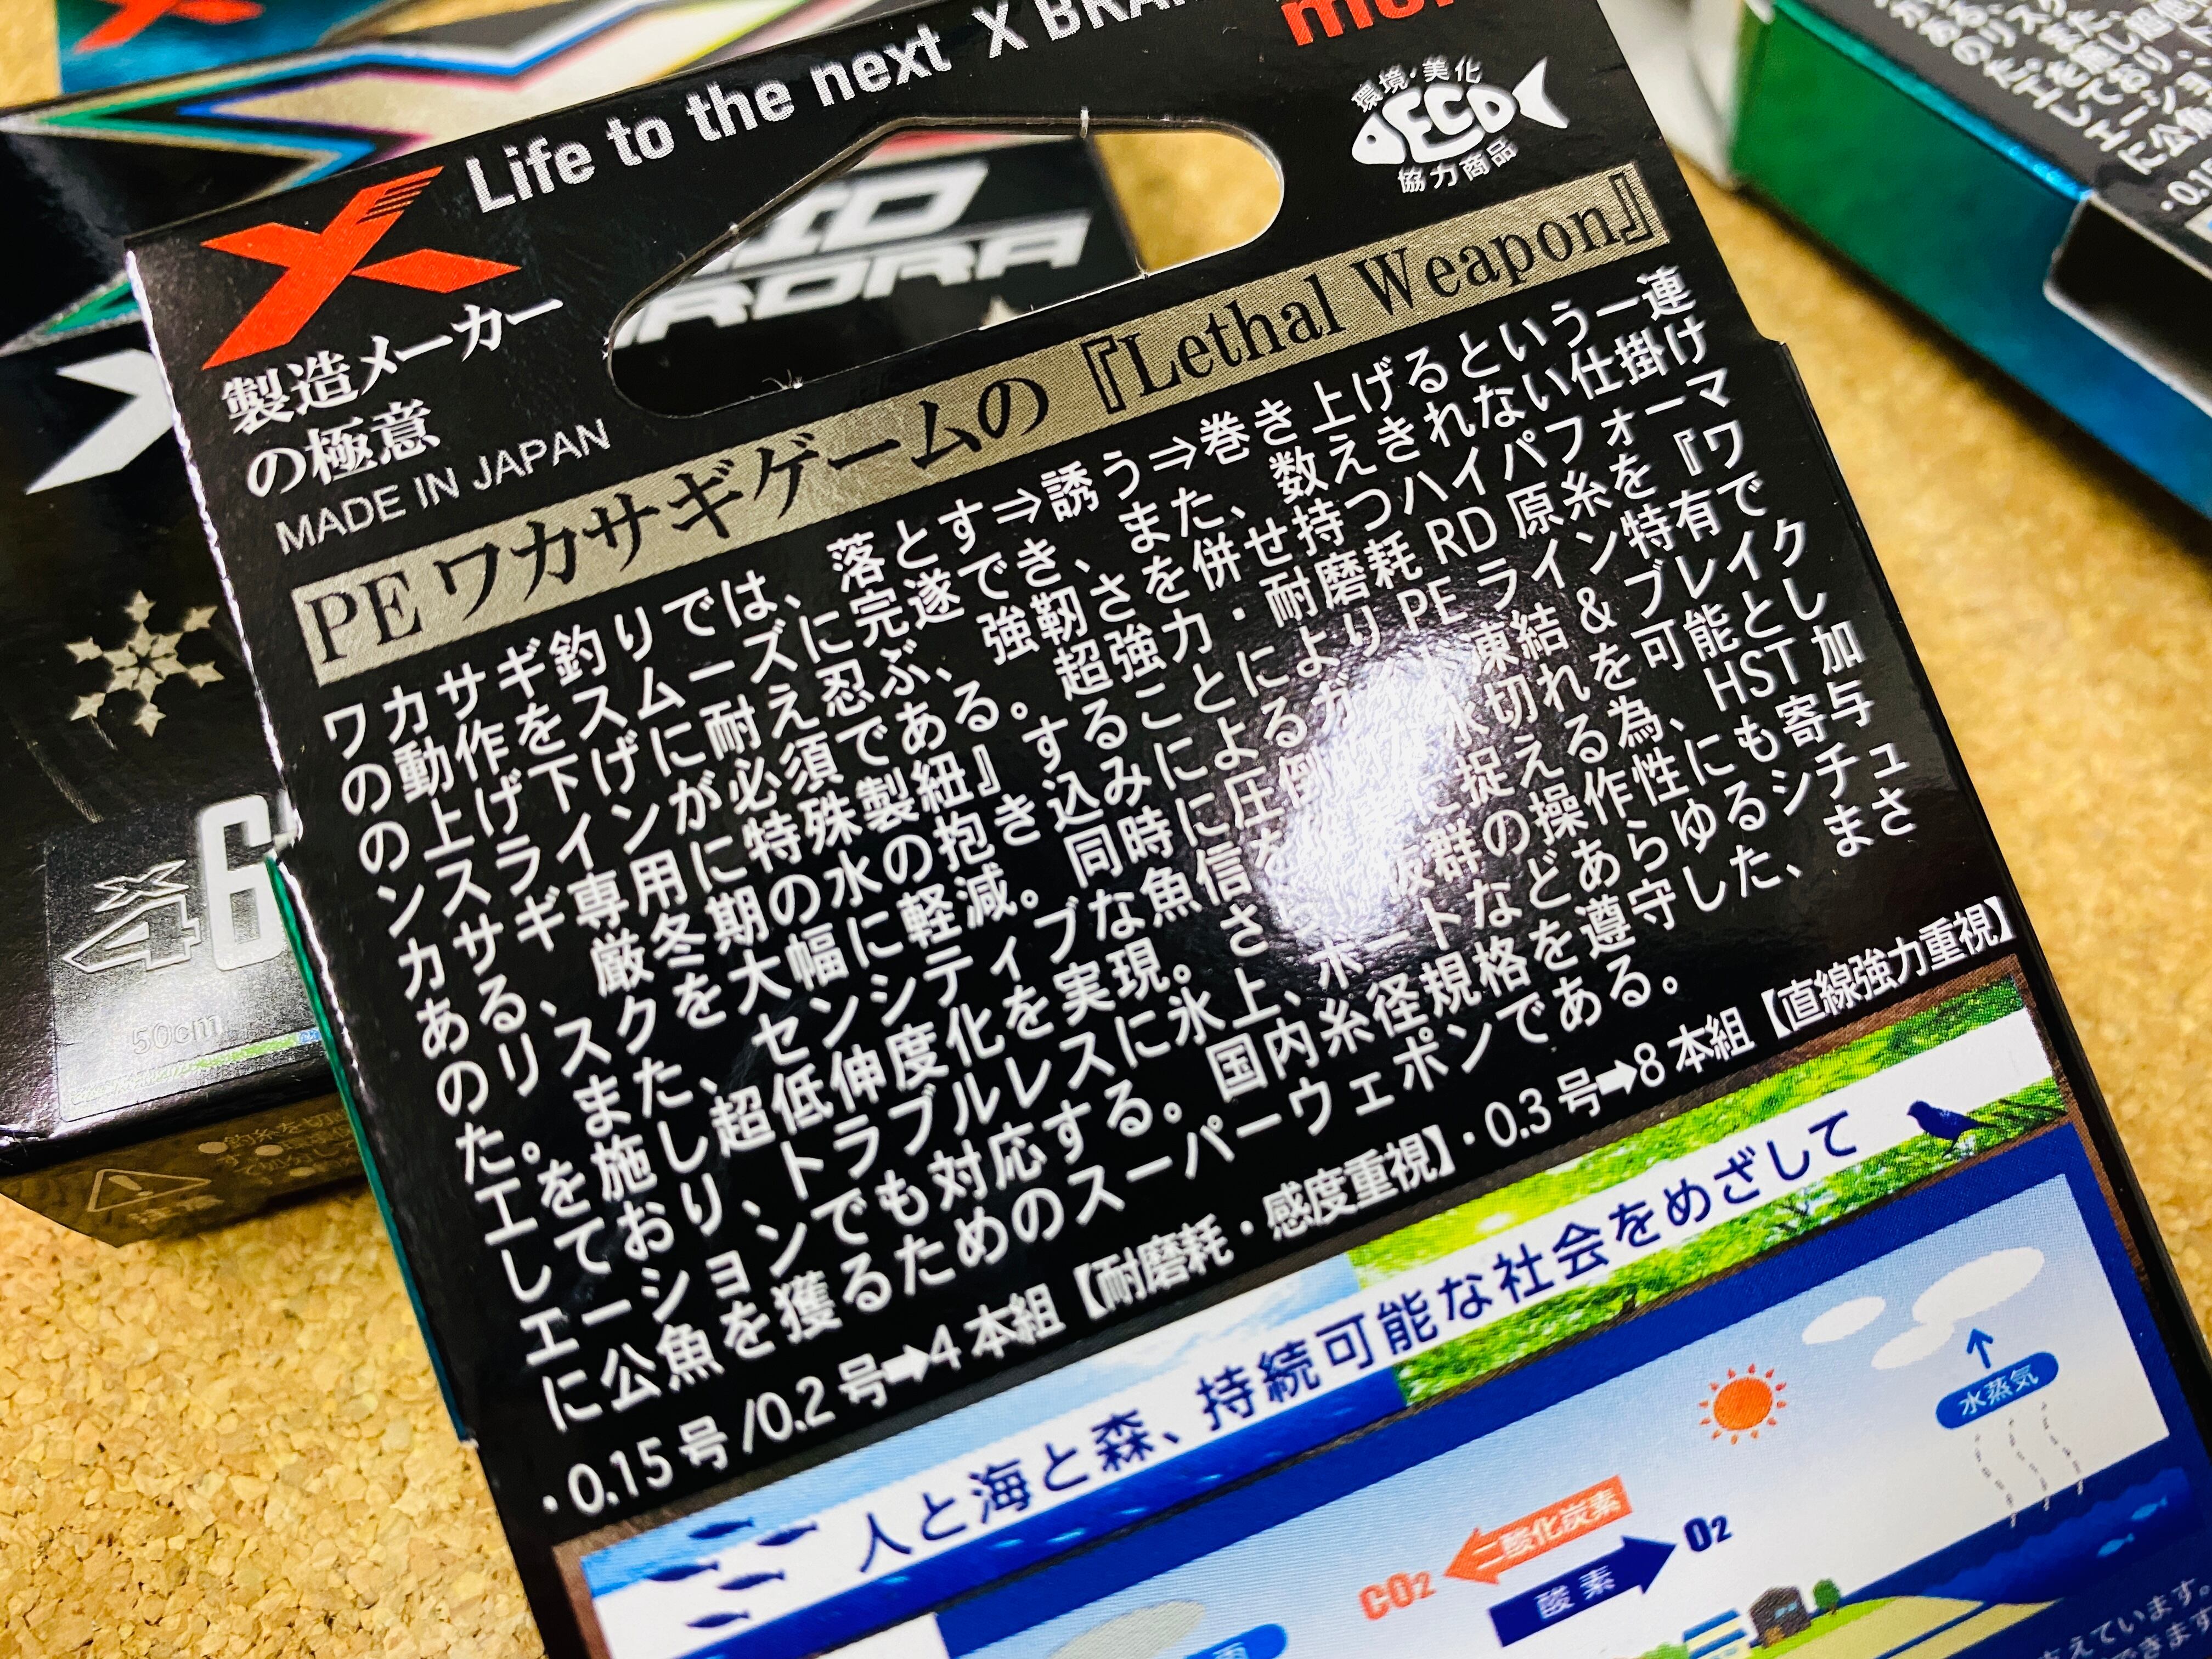 Life to the next X BRA
環境・美化
ECO
協力商品
製造メーカー
の極意
MADE IN JAPAN
PEワカサギゲームの『Lethal Weapon』
ワカサギ釣りでは、落とす⇒誘う⇒巻き上げるという一連
の動作をスムーズに完遂でき、また、数えきれない仕掛け
の上げ下げに耐え忍ぶ、強靭さを併せ持つハイパフォーマ
ンスラインが必須である。超強力・耐磨耗 RD 原糸を『ワ
カサギ専用に特殊製紐』することにより PE ライン特有で
ある、厳冬期の水の抱き込みによるガイド凍結 & ブレイク
のリスクを大幅に軽減。同時に圧倒 水切れを可能とし
た。また、センシティブな魚信を に捉える為、HST 加
工を施し超低伸度化を実現。さら 抜群の操作性にも寄与
しており、トラブルレスに氷上、ボートなどあらゆるシチュ
エーションでも対応する。国内糸径規格を遵守した、まさ
に公魚を獲るためのスーパーウェポンである。
・0.15号/0.2号➡4本組【耐磨耗・感度重視】・0.3号➡8本組【直線強力重視】
人と海と森、持続可能な社会をめざして
水蒸気
二酸化炭素
CO2
酸素
O2
雨
50cm